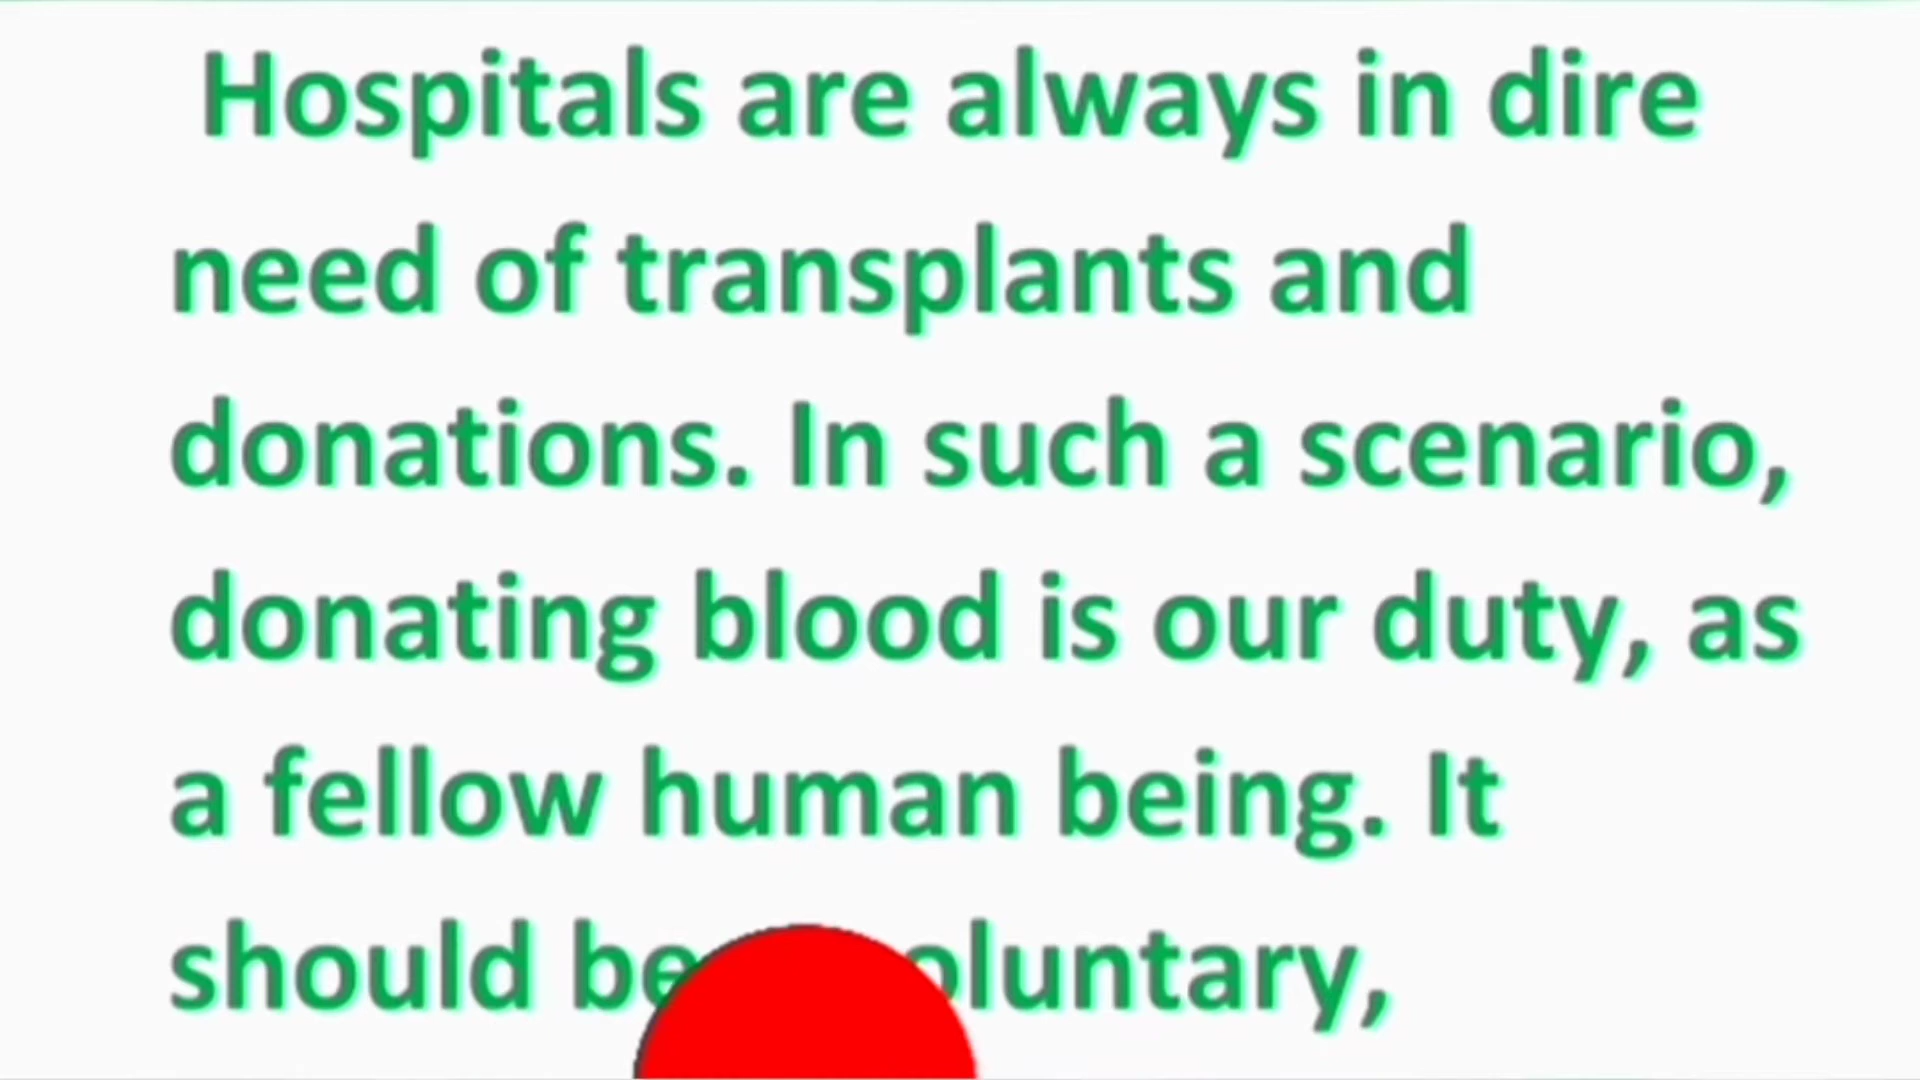 Hospitals are always in dire
need of transplants and
donations. In such a scenario,
donating blood is our duty, as
a fellow human being. It
should be oluntary,